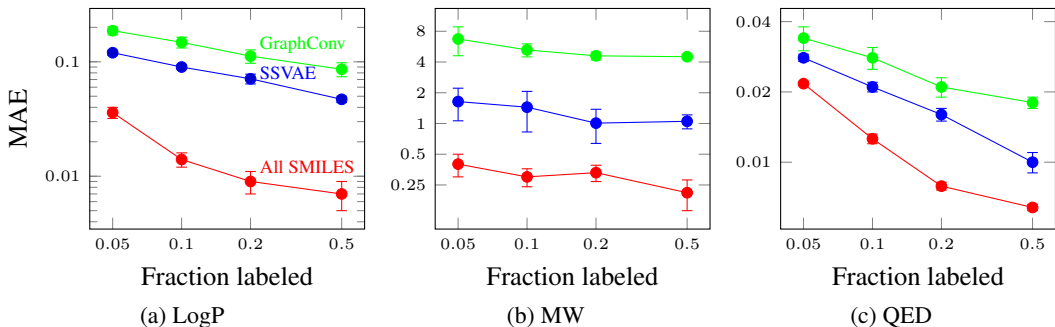 MAE
0.1
0.01
GraphConv
SSVAE
All SMILES
0.05 0.1 0.2 0.5
Fraction labeled
(a) LogP
8
4
2
1
0.5
0.25
0.05 0.1 0.2 0.5
Fraction labeled
(b) MW
0.04
0.02
0.01
0.05 0.1 0.2 0.5
Fraction labeled
(c) QED